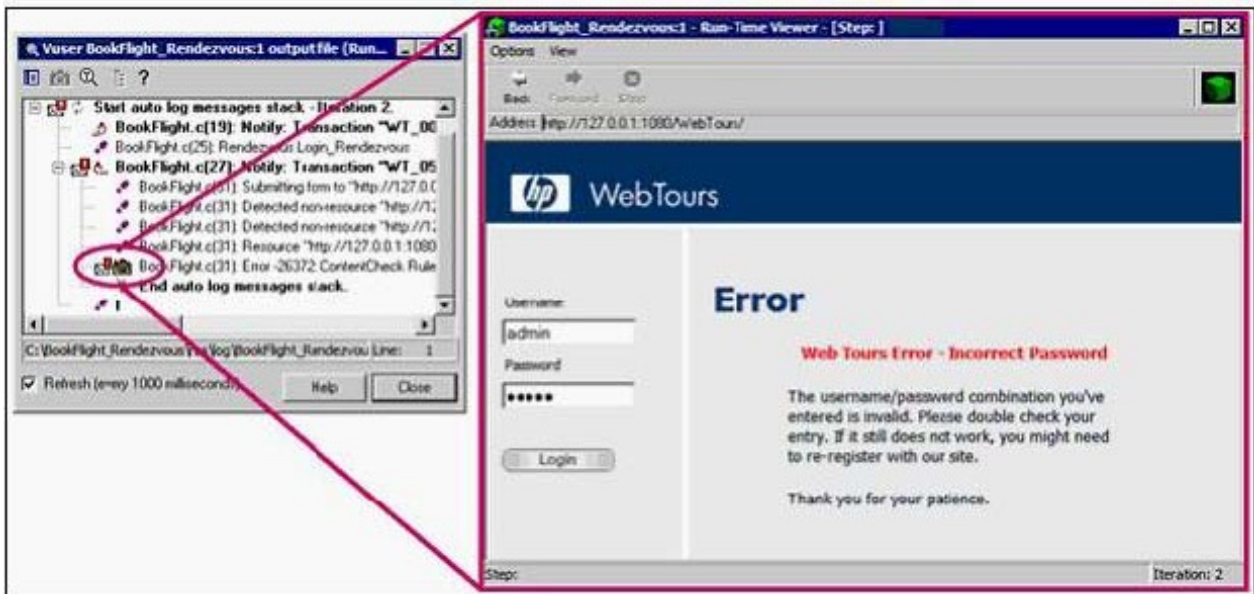 Vuser BookFlight_Rendezvous:1 output file (Run...
?
Start auto log messages stack - Iteration 2.
BookFlight.c(19): Notify: Transaction "WT_00
BookFlight.c(25): Rendezvous Login_Rendezvous
BookFlight.c(27): Notify: Transaction "WT_05
BookFlight.c(31): Submitting form to "http://127.0.0
BookFlight.c(31): Detected non-resource "http://12
BookFlight.c(31): Detected non-resource "http://12
BookFlight.c(31): Resource "http://127.0.0.1:1080
BookFlight.c(31): Error -26372: ContentCheck Rule
End auto log messages stack.
C:\BookFlight_Rendezvous\ \log\BookFlight_Rendezvou Line: 1
Refresh (every 1000 milliseconds)
Help
Close
BookFlight_Rendezvous:1 - Run-Time Viewer - [Step: ]
Options View
Back Forward Stop
Address http://127.0.0.1:1080/WebTours/
hp WebTours
Username
admin
Password
•••••
Login
Error
Web Tours Error - Incorrect Password
The username/password combination you've
entered is invalid. Please double check your
entry. If it still does not work, you might need
to re-register with our site.
Thank you for your patience.
Step:
Iteration: 2